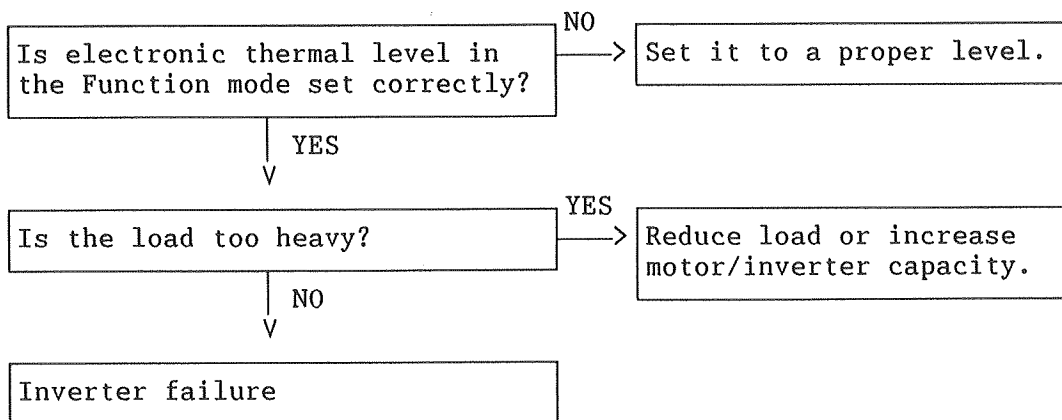 Is electronic thermal level in
the Function mode set correctly?
NO
Set it to a proper level.
YES
Is the load too heavy?
YES
Reduce load or increase
motor/inverter capacity.
NO
Inverter failure